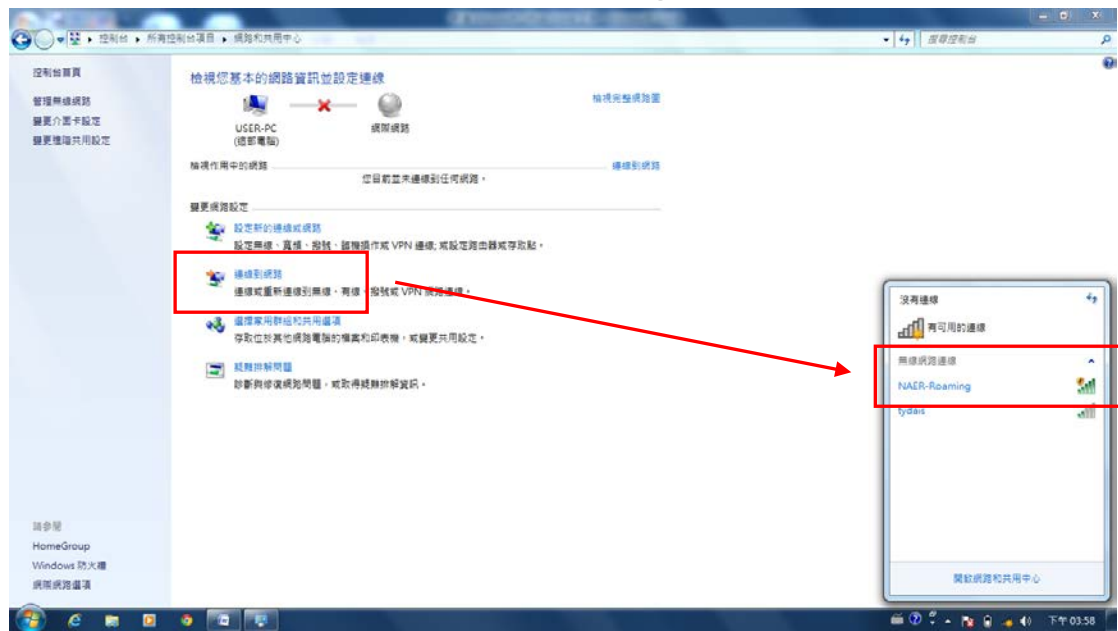 控制台 ▸ 所有控制台項目 ▸ 網路和共用中心
搜尋控制台
控制台首頁
管理無線網路
變更介面卡設定
變更進階共用設定
檢視您基本的網路資訊並設定連線
檢視完整網路圖
USER-PC
(這部電腦)
網際網路
檢視作用中的網路
連線到網路
您目前並未連線到任何網路。
變更網路設定
設定新的連線或網路
設定無線、寬頻、撥號、臨機操作或 VPN 連線; 或設定路由器或存取點。
連線到網路
連線或重新連線到無線、有線、撥號或 VPN 網路連線。
選擇家用群組和共用選項
存取位於其他網路電腦的檔案和印表機,或變更共用設定。
疑難排解問題
診斷與修復網路問題,或取得疑難排解資訊。
請參閱
HomeGroup
Windows 防火牆
網際網路選項
沒有連線
有可用的連線
無線網路連線
NAER-Roaming
tydais
開啟網路和共用中心
下午 03:58